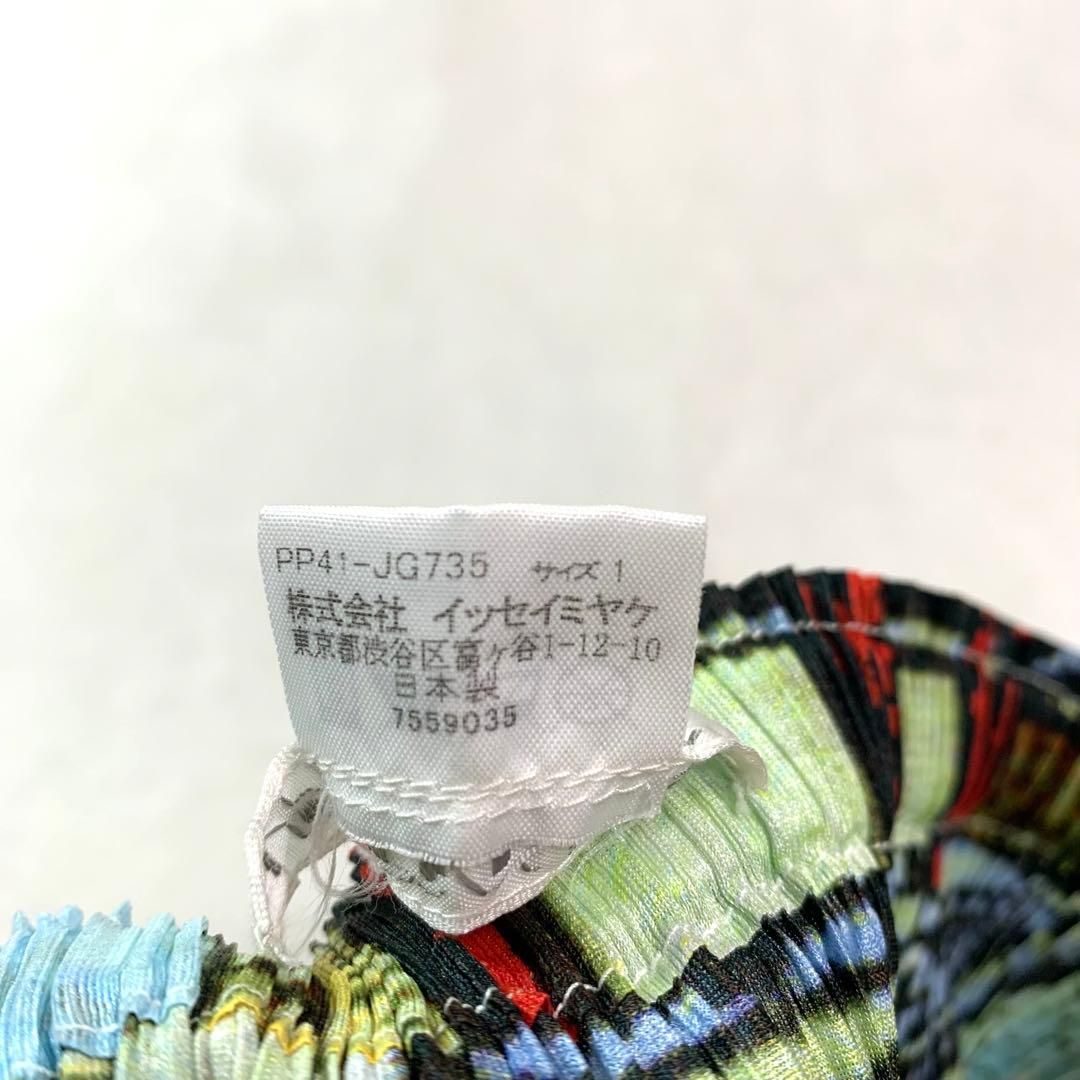 PP41-JG735 サイズ 1
株式会社 イッセイミヤケ
東京都渋谷区富ヶ谷1-12-10
日本製
7559035